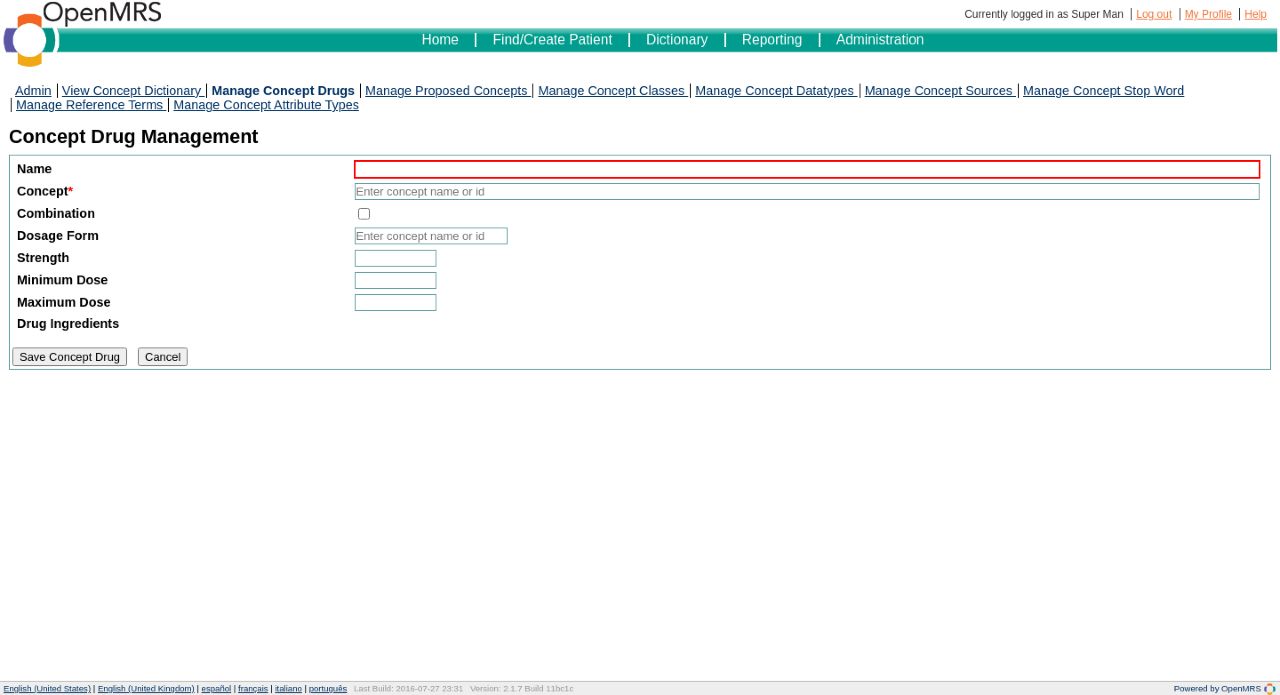 OpenMRS
Currently logged in as Super Man | Log out | My Profile | Help
Home | Find/Create Patient | Dictionary | Reporting | Administration
Admin | View Concept Dictionary | Manage Concept Drugs | Manage Proposed Concepts | Manage Concept Classes | Manage Concept Datatypes | Manage Concept Sources | Manage Concept Stop Word
| Manage Reference Terms | Manage Concept Attribute Types
Concept Drug Management
Name
Concept* Enter concept name or id
Combination
Dosage Form Enter concept name or id
Strength
Minimum Dose
Maximum Dose
Drug Ingredients
Save Concept Drug Cancel
English (United States) | English (United Kingdom) | español | français | italiano | português Last Build: 2016-07-27 23:31 Version: 2.1.7 Build 11bc1c Powered by OpenMRS